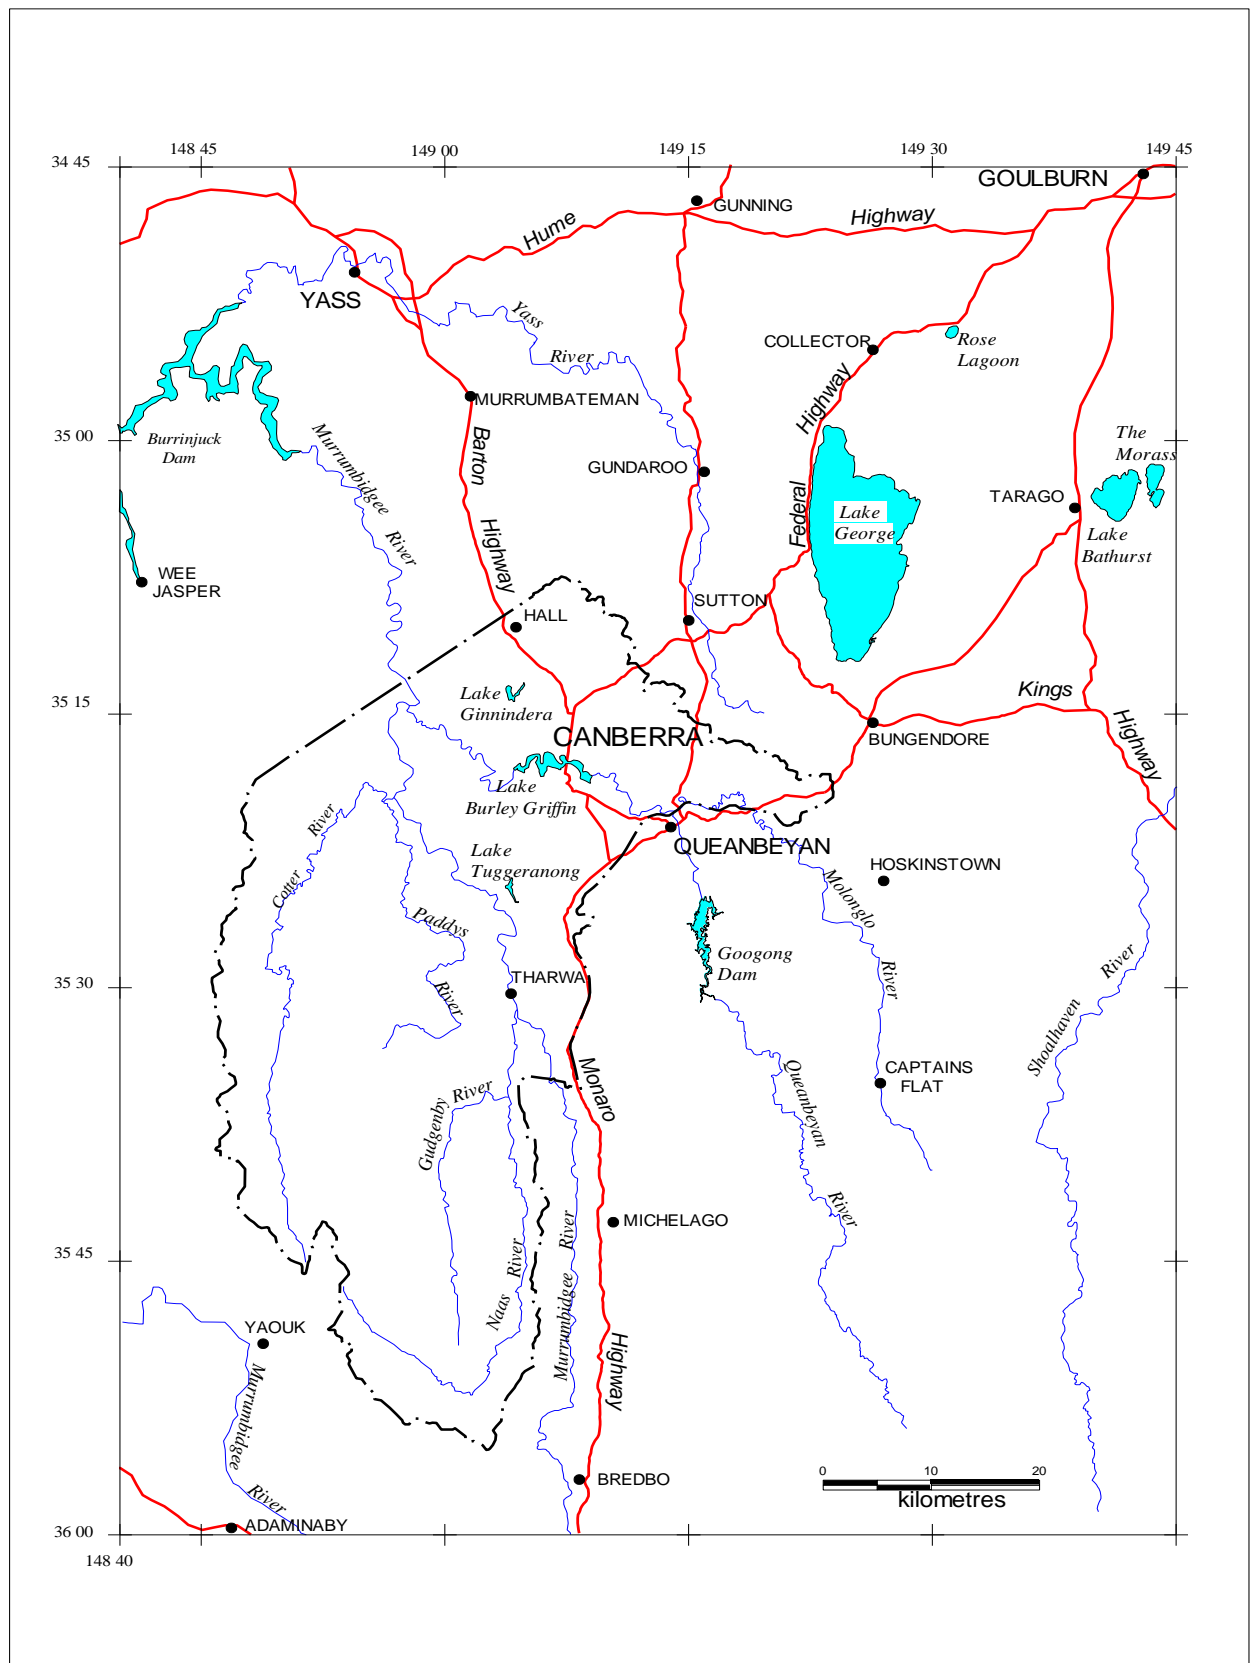 148 45
149 00
149 15
149 30
149 45
34 45
GOULBURN
GUNNING
Hume
Highway
YASS
Yass
River
COLLECTOR
Rose
Lagoon
Highway
MURRUMBATEMAN
Burrinjuck
Dam
35 00
Murrumbidgee
River
Barton
Highway
GUNDAROO
Federal
Lake
George
The
Morass
TARAGO
Lake
Bathurst
WEE
JASPER
HALL
SUTTON
35 15
Lake
Ginnindera
CANBERRA
Kings
Highway
BUNGENDORE
Lake
Burley Griffin
Cotter
River
QUEANBEYAN
Lake
Tuggeranong
HOSKINSTOWN
Molonglo
River
Paddys
River
Googong
Dam
THARWA
35 30
Shoalhaven
River
Monaro
Highway
CAPTAINS
FLAT
Queanbeyan
River
Gudgenby
River
MICHELAGO
35 45
Naas
River
Murrumbidgee
River
YAOUK
Murrumbidgee
River
BREDBO
0
10
20
kilometres
ADAMINABY
36 00
148 40